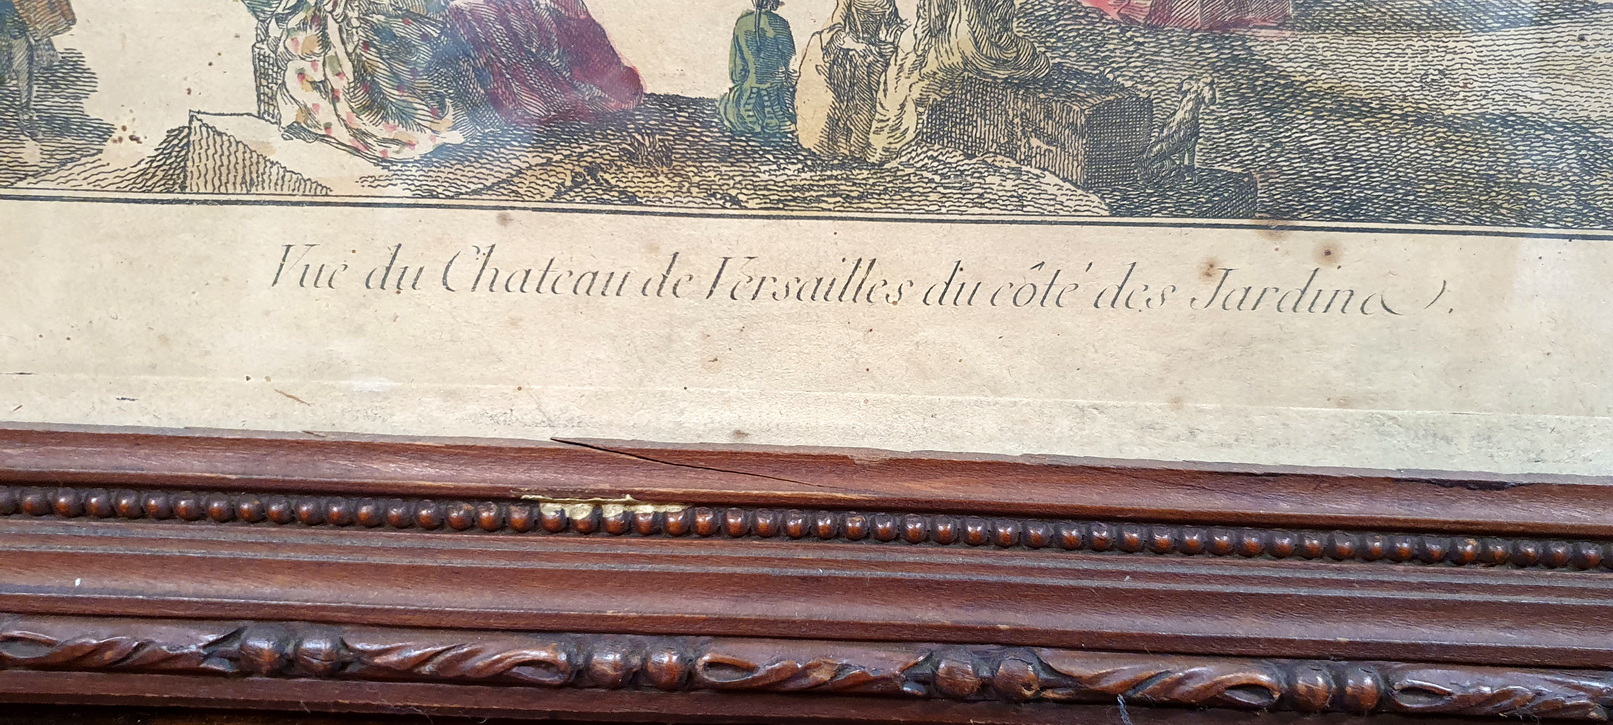 Vue du Chateau de Versailles du côté des Jardins.